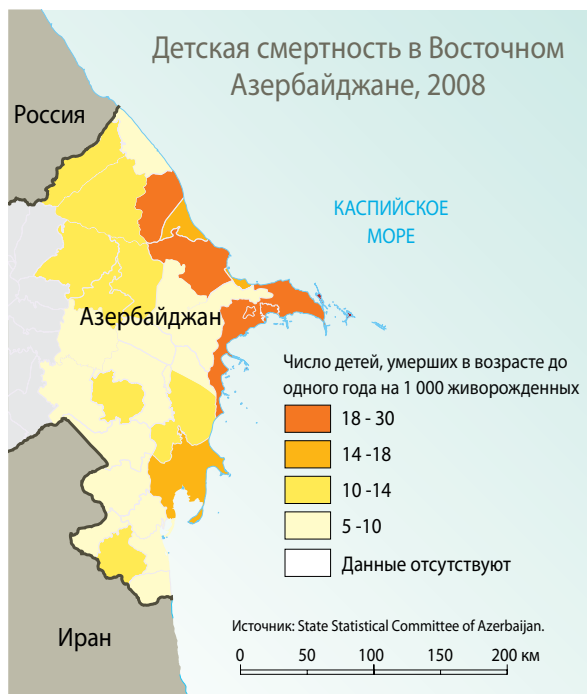 Детская смертность в Восточном
Азербайджане, 2008
Россия
КАСПИЙСКОЕ
МОРЕ
Азербайджан
Число детей, умерших в возрасте до
одного года на 1 000 живорожденных
18 - 30
14 -18
10 -14
5 -10
Данные отсутствуют
Иран
Источник: State Statistical Committee of Azerbaijan.
0 50 100 150 200 км